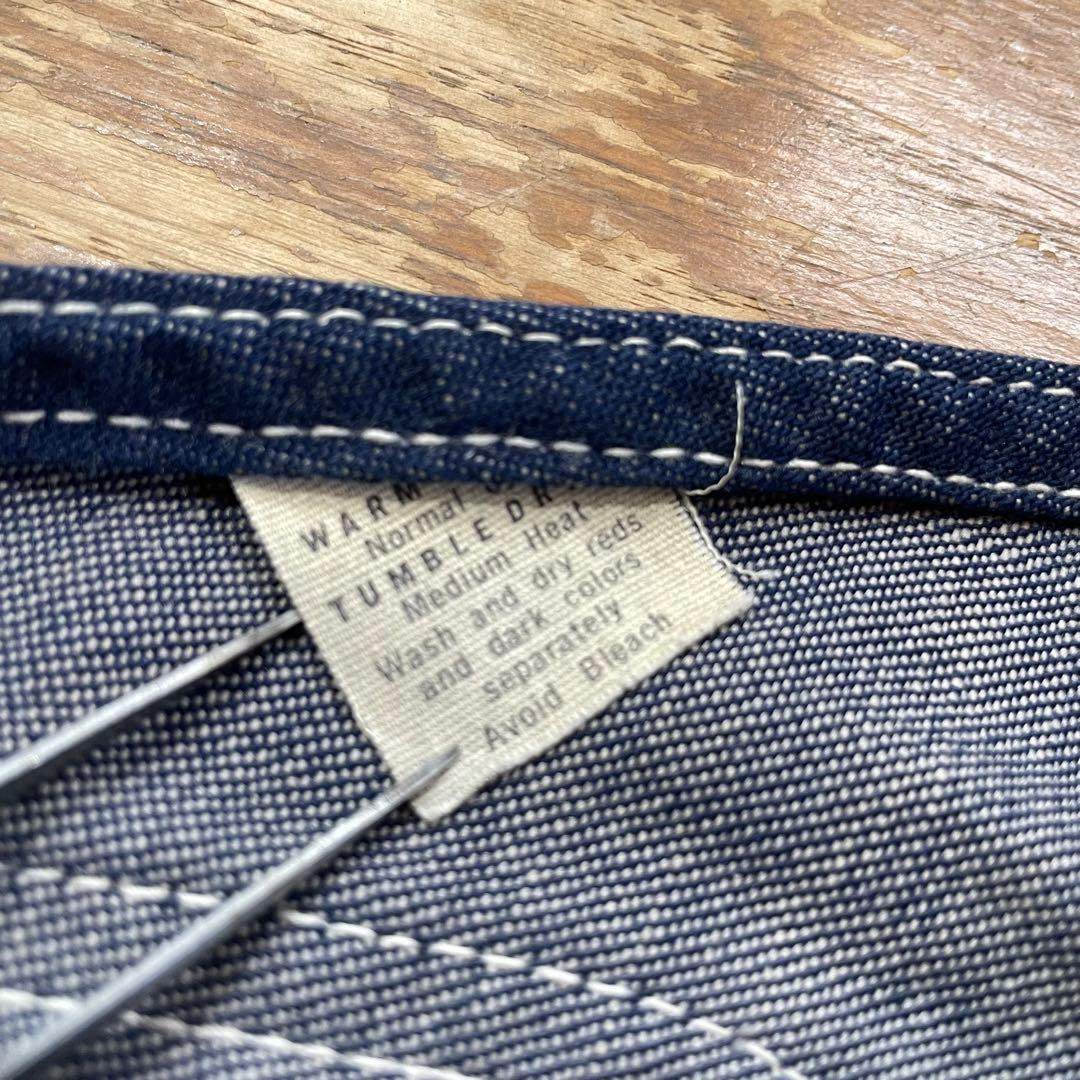 WARM
Normal
TUMBLE DR
Medium Heat
Wash and dry reds
and dark colors
separately
Avoid Bleach